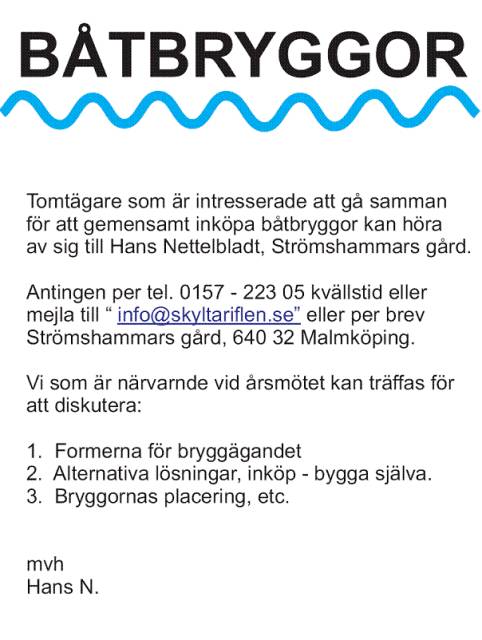 BÅTBRYGGOR
Tomtägare som är intresserade att gå samman
för att gemensamt inköpa båtbryggor kan höra
av sig till Hans Nettelbladt, Strömshammars gård.
Antingen per tel. 0157 - 223 05 kvällstid eller
mejla till “ info@skyltariflen.se” eller per brev
Strömshammars gård, 640 32 Malmköping.
Vi som är närvarnde vid årsmötet kan träffas för
att diskutera:
1. Formerna för bryggägandet
2. Alternativa lösningar, inköp - bygga själva.
3. Bryggornas placering, etc.
mvh
Hans N.